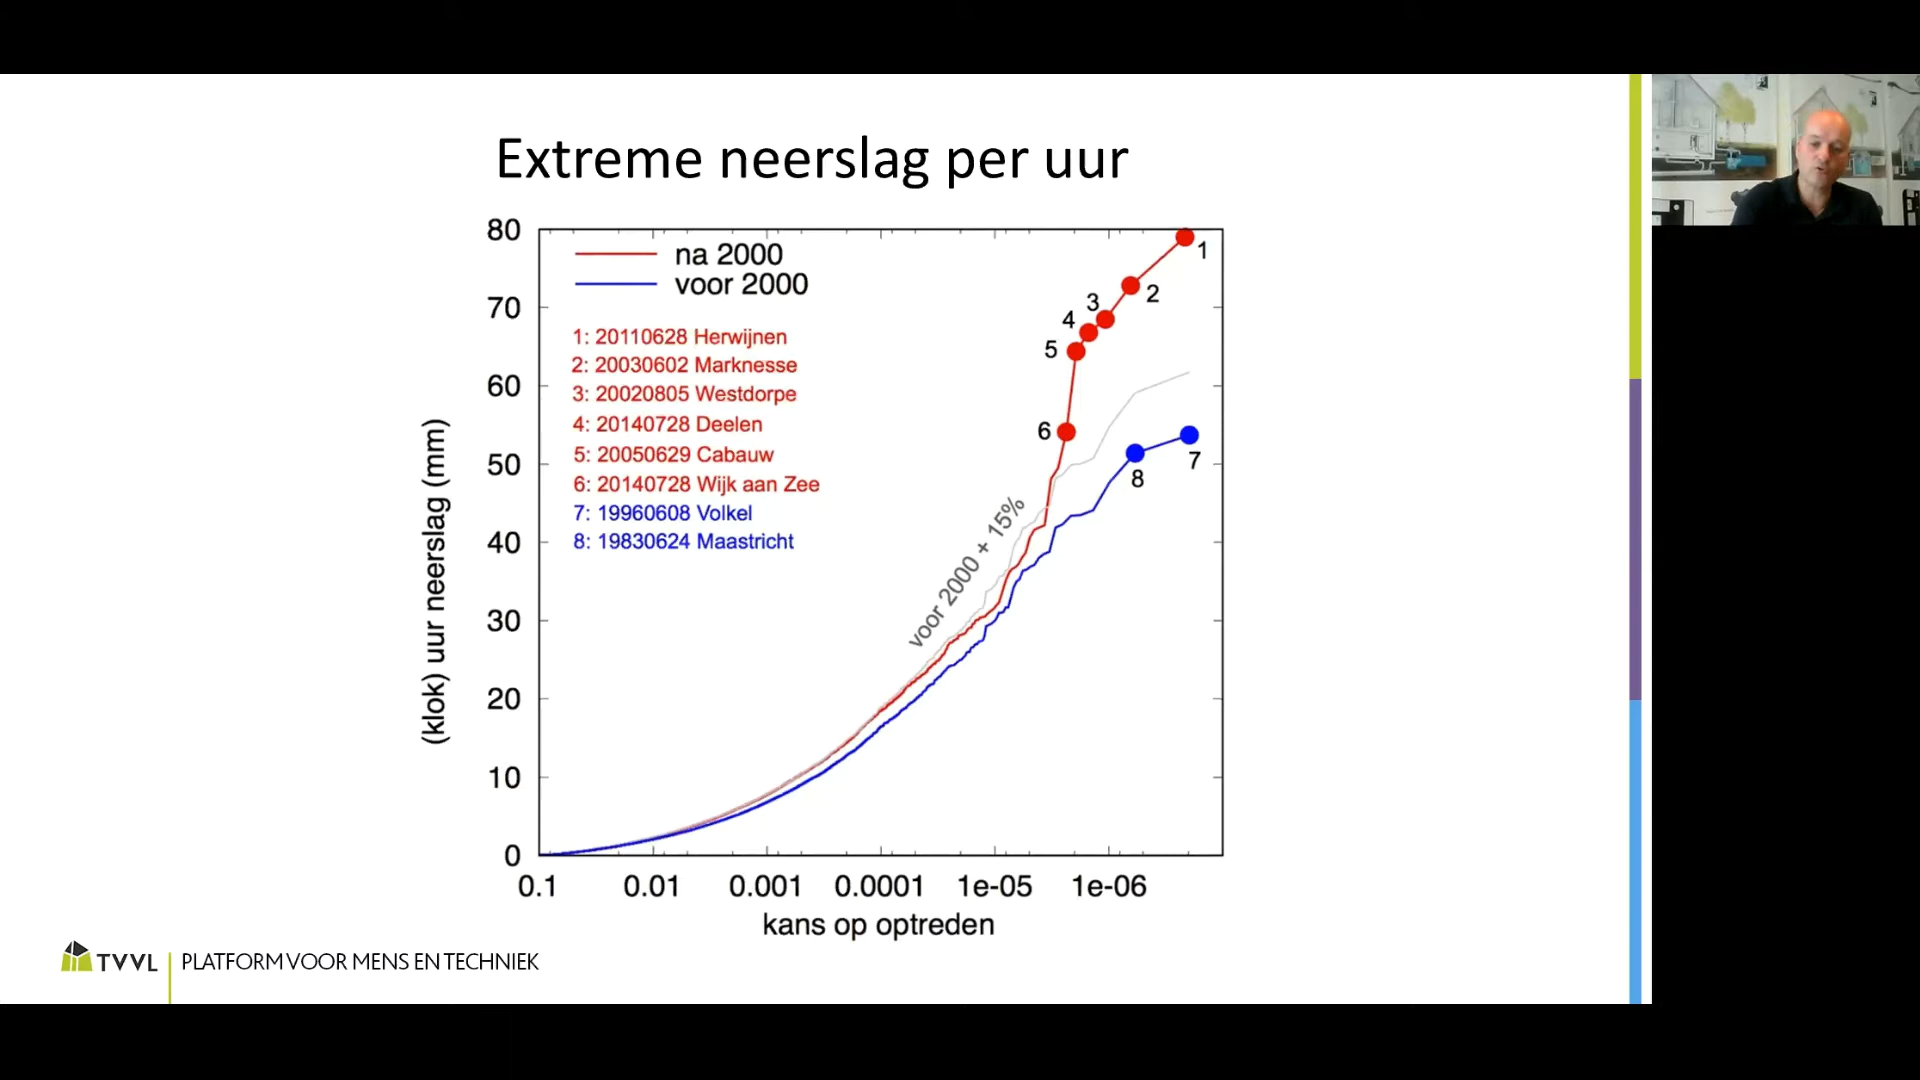 Extreme neerslag per uur
80
70
60
50
40
30
20
10
0
(klok) uur neerslag (mm)
na 2000
voor 2000
1: 20110628 Herwijnen
2: 20030602 Marknesse
3: 20020805 Westdorpe
4: 20140728 Deelen
5: 20050629 Cabauw
6: 20140728 Wijk aan Zee
7: 19960608 Volkel
8: 19830624 Maastricht
voor 2000 + 15%
1
2
3
4
5
6
7
8
0.1 0.01 0.001 0.0001 1e-05 1e-06
kans op optreden
TVVL PLATFORM VOOR MENS EN TECHNIEK